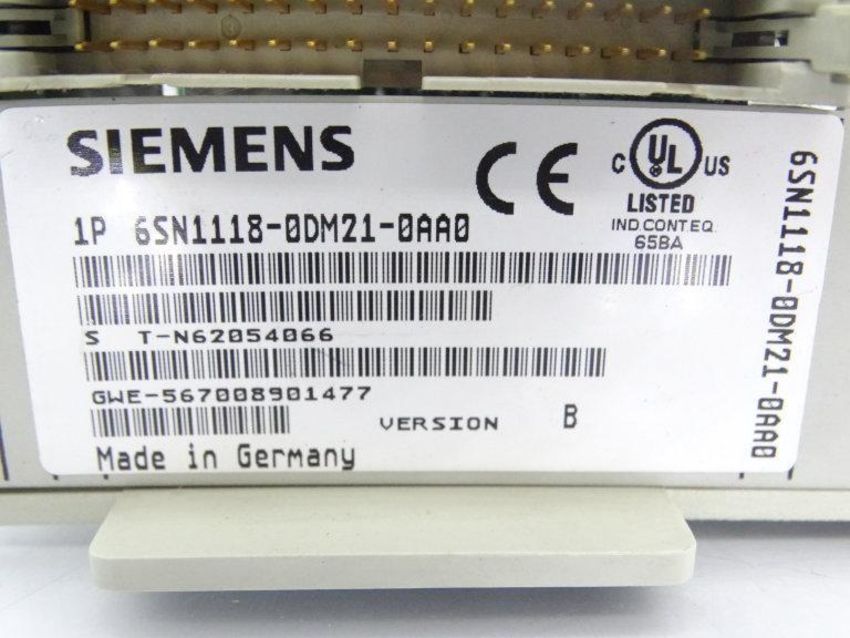 SIEMENS
CE
C UL US
LISTED
IND.CONT.EQ.
65BA
1P 6SN1118-0DM21-0AA0
S T-N62054066
GWE-567008901477
VERSION B
Made in Germany
6SN1118-0DM21-0AA0